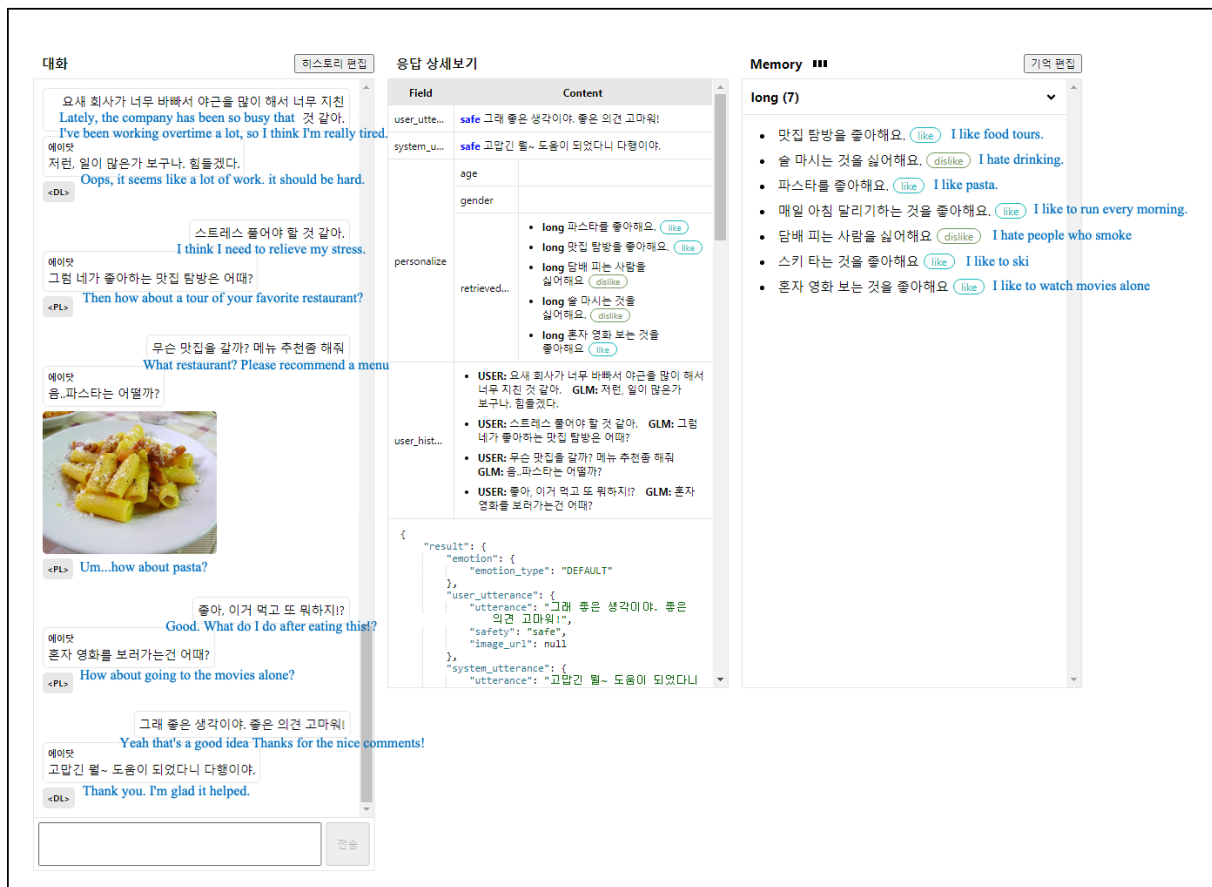 대화
히스토리 편집
요새 회사가 너무 바빠서 야근을 많이 해서 너무 지친
것 같아.
Lately, the company has been so busy that
I've been working overtime a lot, so I think I'm really tired.
에이닷
저런, 일이 많은가 보구나. 힘들겠다.
Oops, it seems like a lot of work. it should be hard.
<DL>
스트레스 풀어야 할 것 같아.
I think I need to relieve my stress.
에이닷
그럼 네가 좋아하는 맛집 탐방은 어때?
Then how about a tour of your favorite restaurant?
<PL>
무슨 맛집을 갈까? 메뉴 추천좀 해줘
What restaurant? Please recommend a menu
에이닷
음..파스타는 어떨까?
<PL>
Um...how about pasta?
좋아, 이거 먹고 또 뭐하지!?
Good. What do I do after eating this!?
에이닷
혼자 영화를 보러가는건 어때?
How about going to the movies alone?
<PL>
그래 좋은 생각이야. 좋은 의견 고마워!
Yeah that's a good idea Thanks for the nice comments!
에이닷
고맙긴 뭘~ 도움이 되었다니 다행이야.
Thank you. I'm glad it helped.
<DL>
전송
응답 상세보기
Field Content
user_utte... safe 그래 좋은 생각이야. 좋은 의견 고마워!
system_u... safe 고맙긴 뭘~ 도움이 되었다니 다행이야.
personalize
age
gender
retrieved...
• long 파스타를 좋아해요. like
• long 맛집 탐방을 좋아해요. like
• long 담배 피는 사람을
싫어해요 dislike
• long 술 마시는 것을
싫어해요. dislike
• long 혼자 영화 보는 것을
좋아해요 like
user_hist...
• USER: 요새 회사가 너무 바빠서 야근을 많이 해서
너무 지친 것 같아. GLM: 저런, 일이 많은가
보구나. 힘들겠다.
• USER: 스트레스 풀어야 할 것 같아. GLM: 그럼
네가 좋아하는 맛집 탐방은 어때?
• USER: 무슨 맛집을 갈까? 메뉴 추천좀 해줘
GLM: 음..파스타는 어떨까?
• USER: 좋아, 이거 먹고 또 뭐하지!? GLM: 혼자
영화를 보러가는건 어때?
{
"result": {
"emotion": {
"emotion_type": "DEFAULT"
},
"user_utterance": {
"utterance": "그래 좋은 생각이야. 좋은
의견 고마워!",
"safety": "safe",
"image_url": null
},
"system_utterance": {
"utterance": "고맙긴 뭘~ 도움이 되었다니
Memory
기억 편집
long (7)
• 맛집 탐방을 좋아해요. like I like food tours.
• 술 마시는 것을 싫어해요. dislike I hate drinking.
• 파스타를 좋아해요. like I like pasta.
• 매일 아침 달리기하는 것을 좋아해요. like I like to run every morning.
• 담배 피는 사람을 싫어해요 dislike I hate people who smoke
• 스키 타는 것을 좋아해요 like I like to ski
• 혼자 영화 보는 것을 좋아해요 like I like to watch movies alone